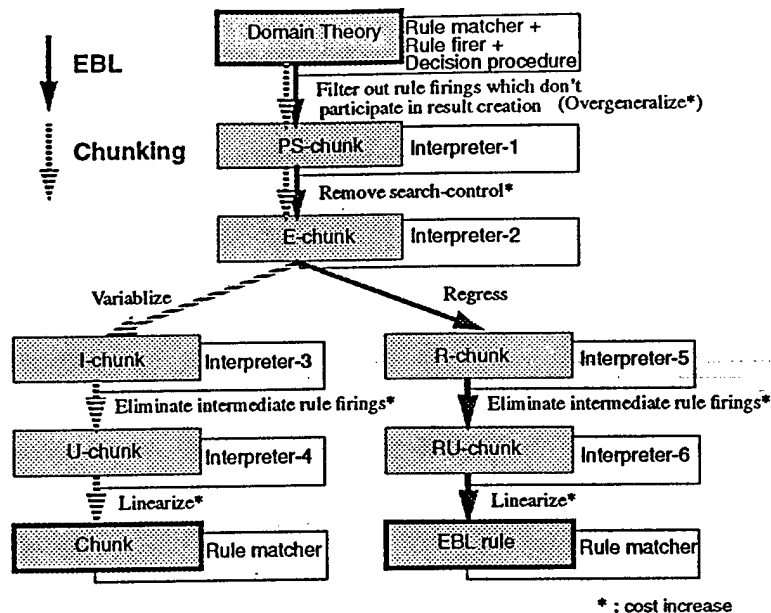 EBL
Chunking
Domain Theory
Rule matcher +
Rule firer +
Decision procedure
Filter out rule firings which don't
participate in result creation (Overgeneralize*)
PS-chunk
Interpreter-1
Remove search-control*
E-chunk
Interpreter-2
Variablize
Regress
I-chunk
Interpreter-3
R-chunk
Interpreter-5
Eliminate intermediate rule firings*
Eliminate intermediate rule firings*
U-chunk
Interpreter-4
RU-chunk
Interpreter-6
Linearize*
Linearize*
Chunk
Rule matcher
EBL rule
Rule matcher
* : cost increase